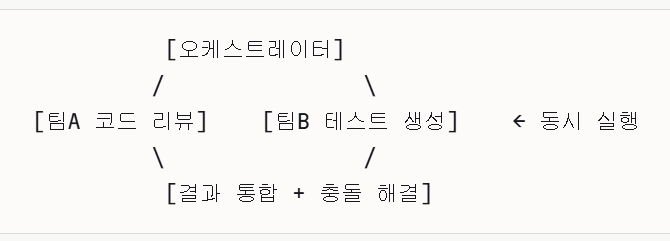 [오케스트레이터]
/ \
[팀A 코드 리뷰] [팀B 테스트 생성] ← 동시 실행
\ /
[결과 통합 + 충돌 해결]